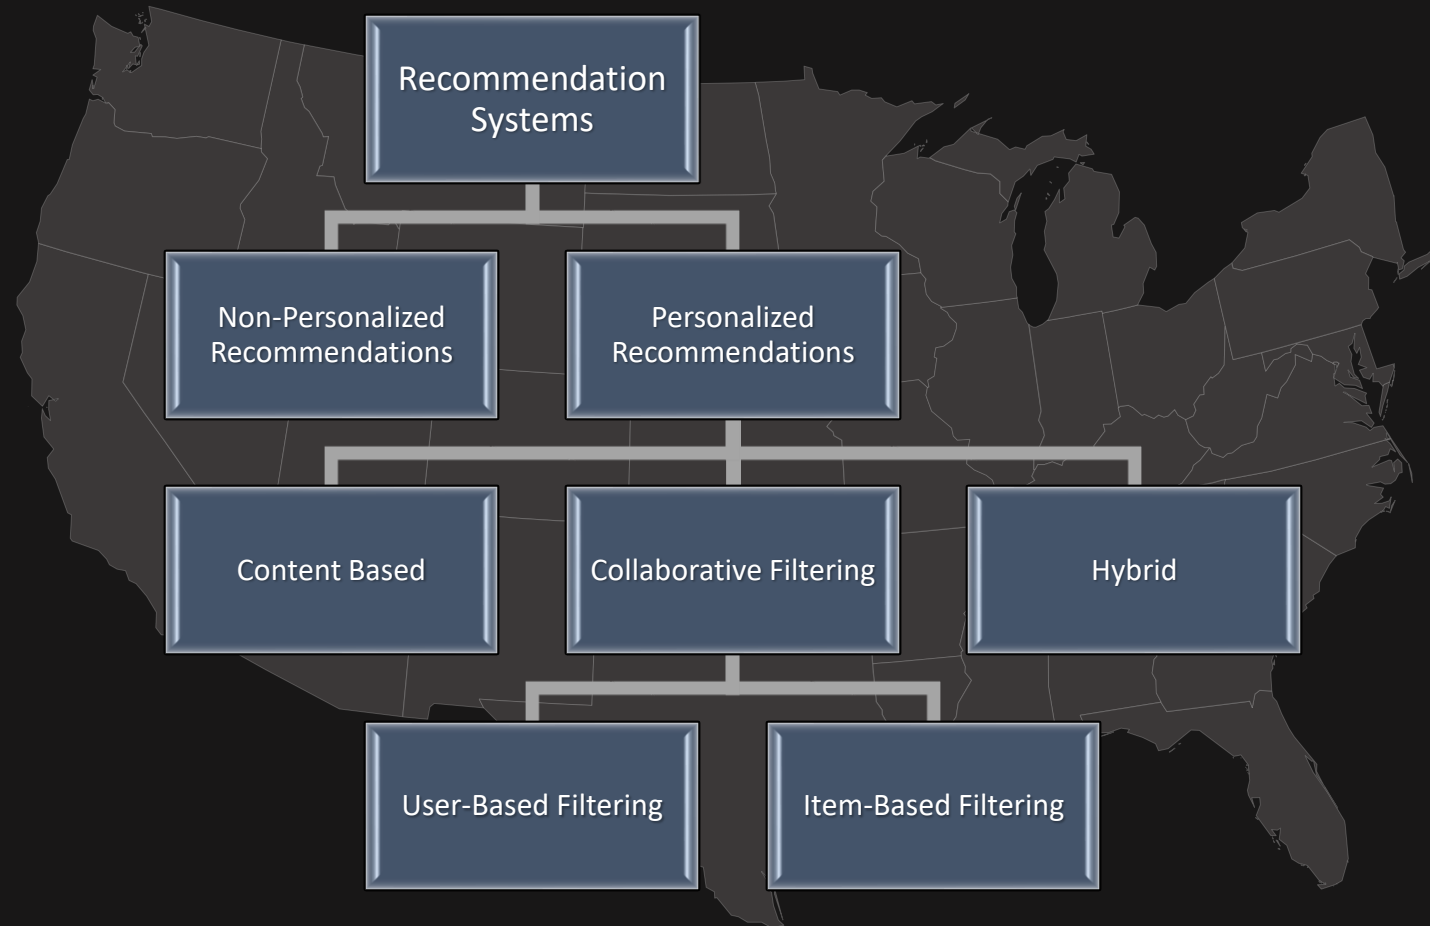 Recommendation
Systems
Non-Personalized
Recommendations
Personalized
Recommendations
Content Based
Collaborative Filtering
Hybrid
User-Based Filtering
Item-Based Filtering